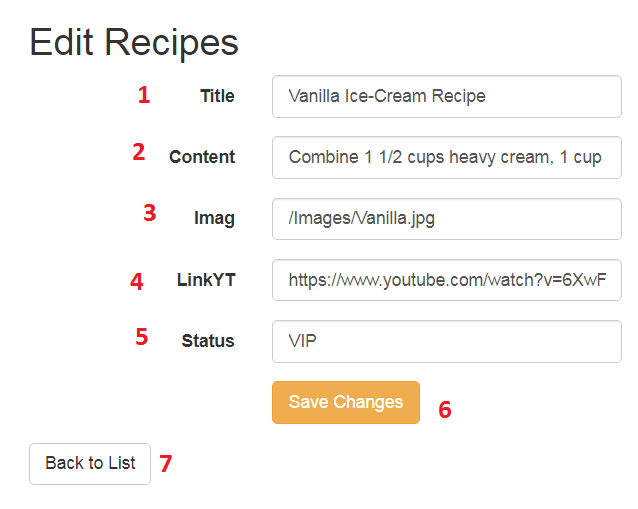 Edit Recipes
1 Title Vanilla Ice-Cream Recipe
2 Content Combine 1 1/2 cups heavy cream, 1 cup
3 Imag /Images/Vanilla.jpg
4 LinkYT https://www.youtube.com/watch?v=6XwF
5 Status VIP
Save Changes 6
Back to List 7